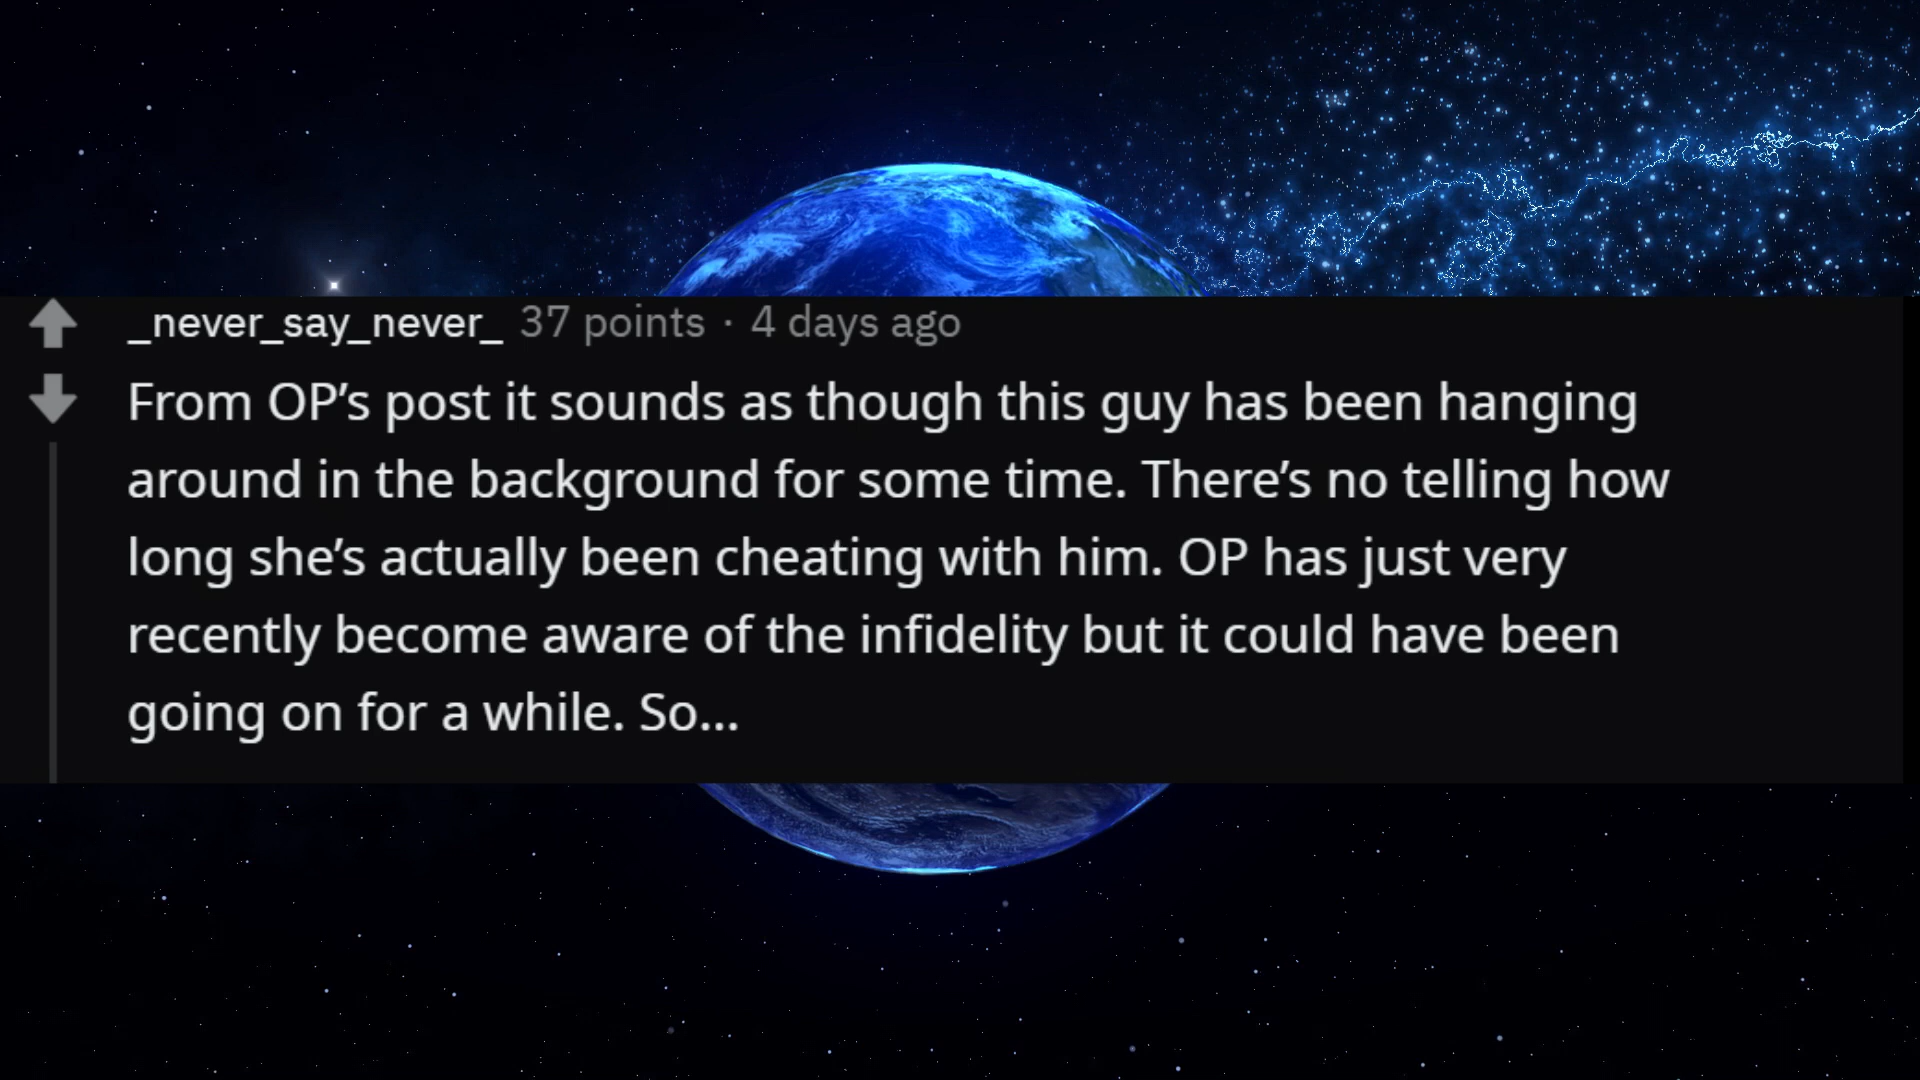 _never_say_never_ 37 points · 4 days ago
From OP’s post it sounds as though this guy has been hanging
around in the background for some time. There’s no telling how
long she’s actually been cheating with him. OP has just very
recently become aware of the infidelity but it could have been
going on for a while. So...